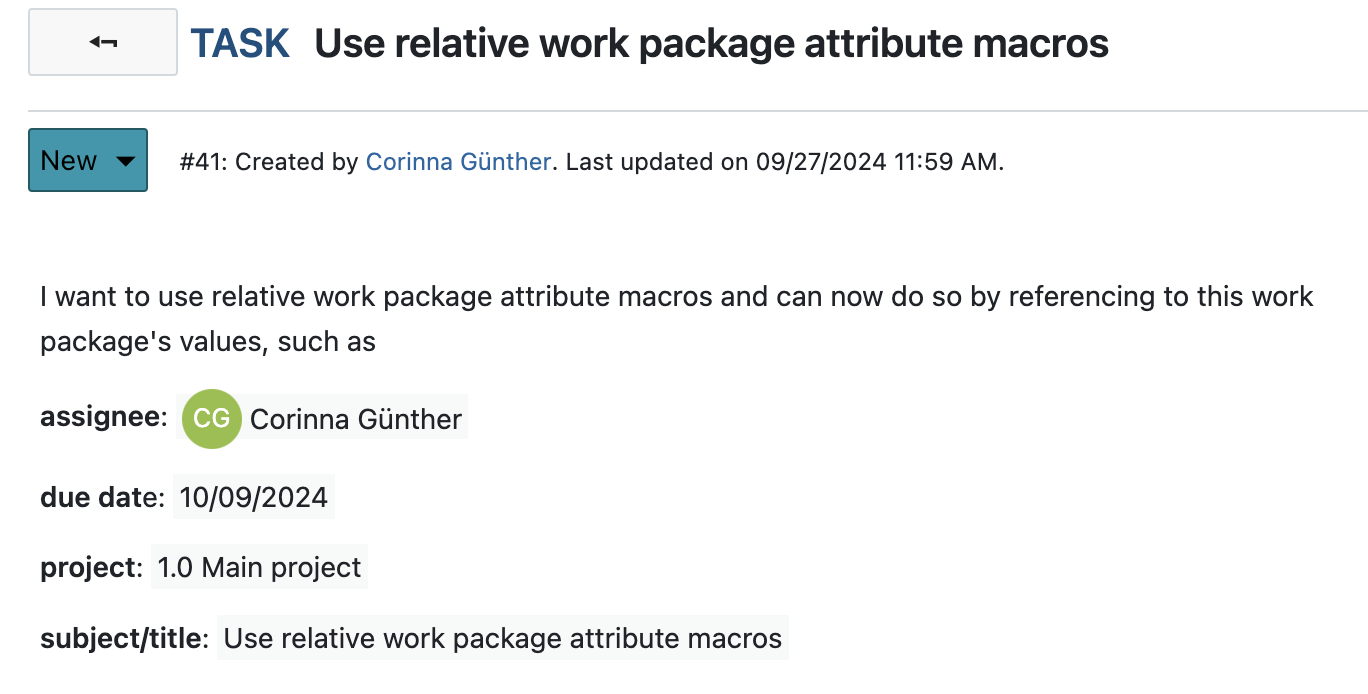 TASK Use relative work package attribute macros
New #41: Created by Corinna Günther. Last updated on 09/27/2024 11:59 AM.
I want to use relative work package attribute macros and can now do so by referencing to this work
package's values, such as
assignee: CG Corinna Günther
due date: 10/09/2024
project: 1.0 Main project
subject/title: Use relative work package attribute macros